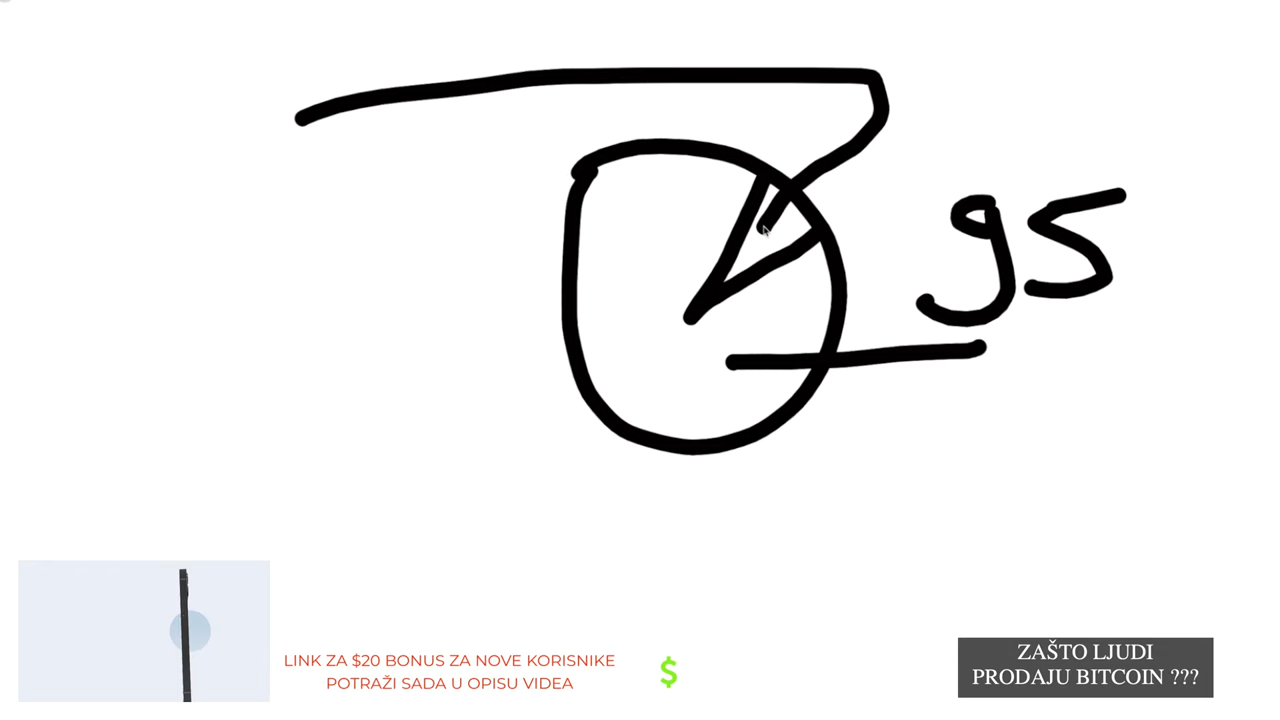 95
LINK ZA $20 BONUS ZA NOVE KORISNIKE
POTRAŽI SADA U OPISU VIDEA
$
ZAŠTO LJUDI
PRODAJU BITCOIN ???